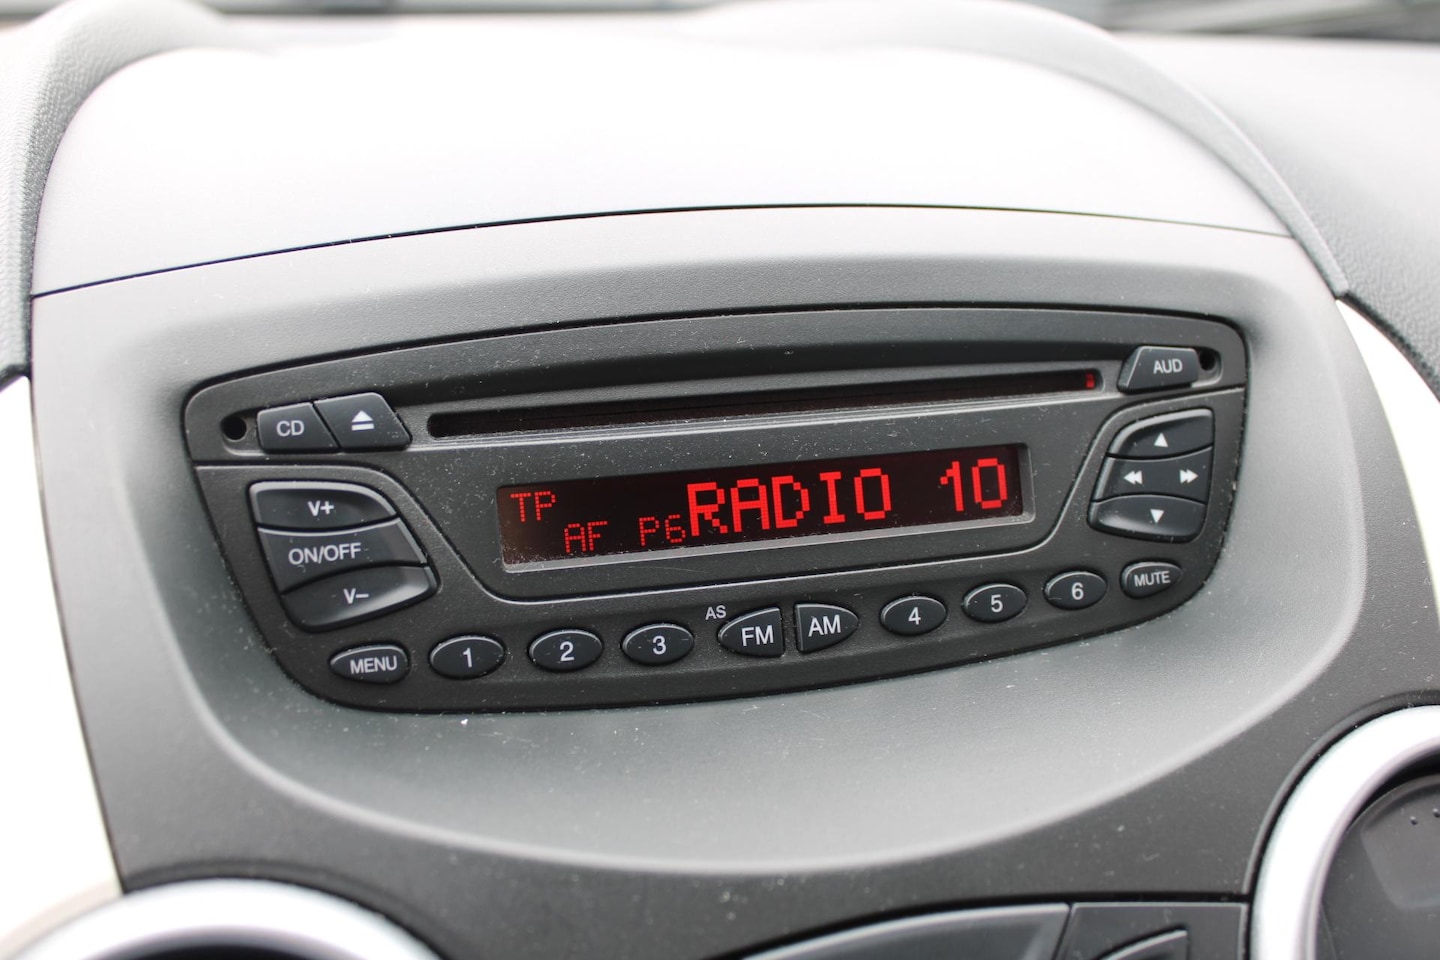 CD
AUD
V+
ON/OFF
V–
TP
AF P6 RADIO 10
MENU
1
2
3
AS
FM
AM
4
5
6
MUTE